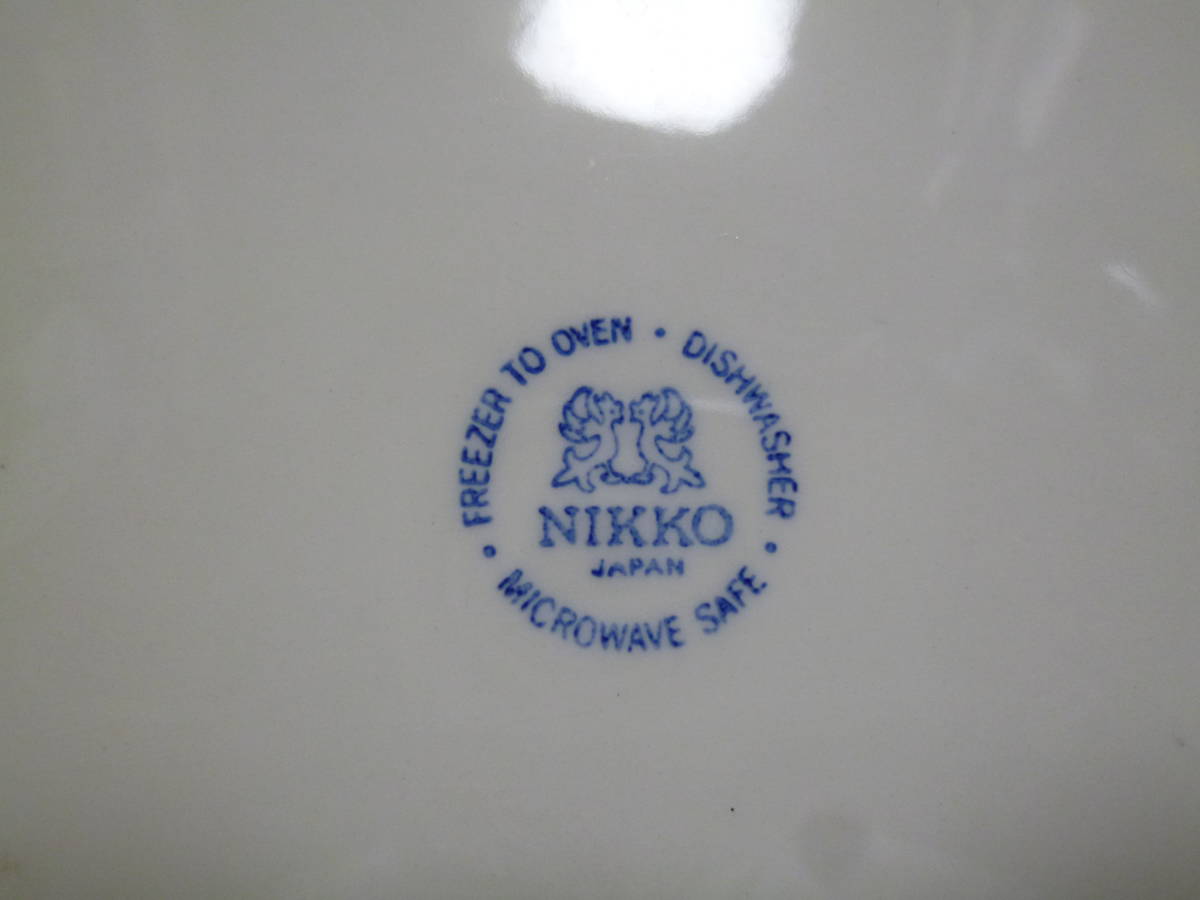 FREEZER TO OVEN · DISHWASHER · MICROWAVE SAFE ·
NIKKO
JAPAN